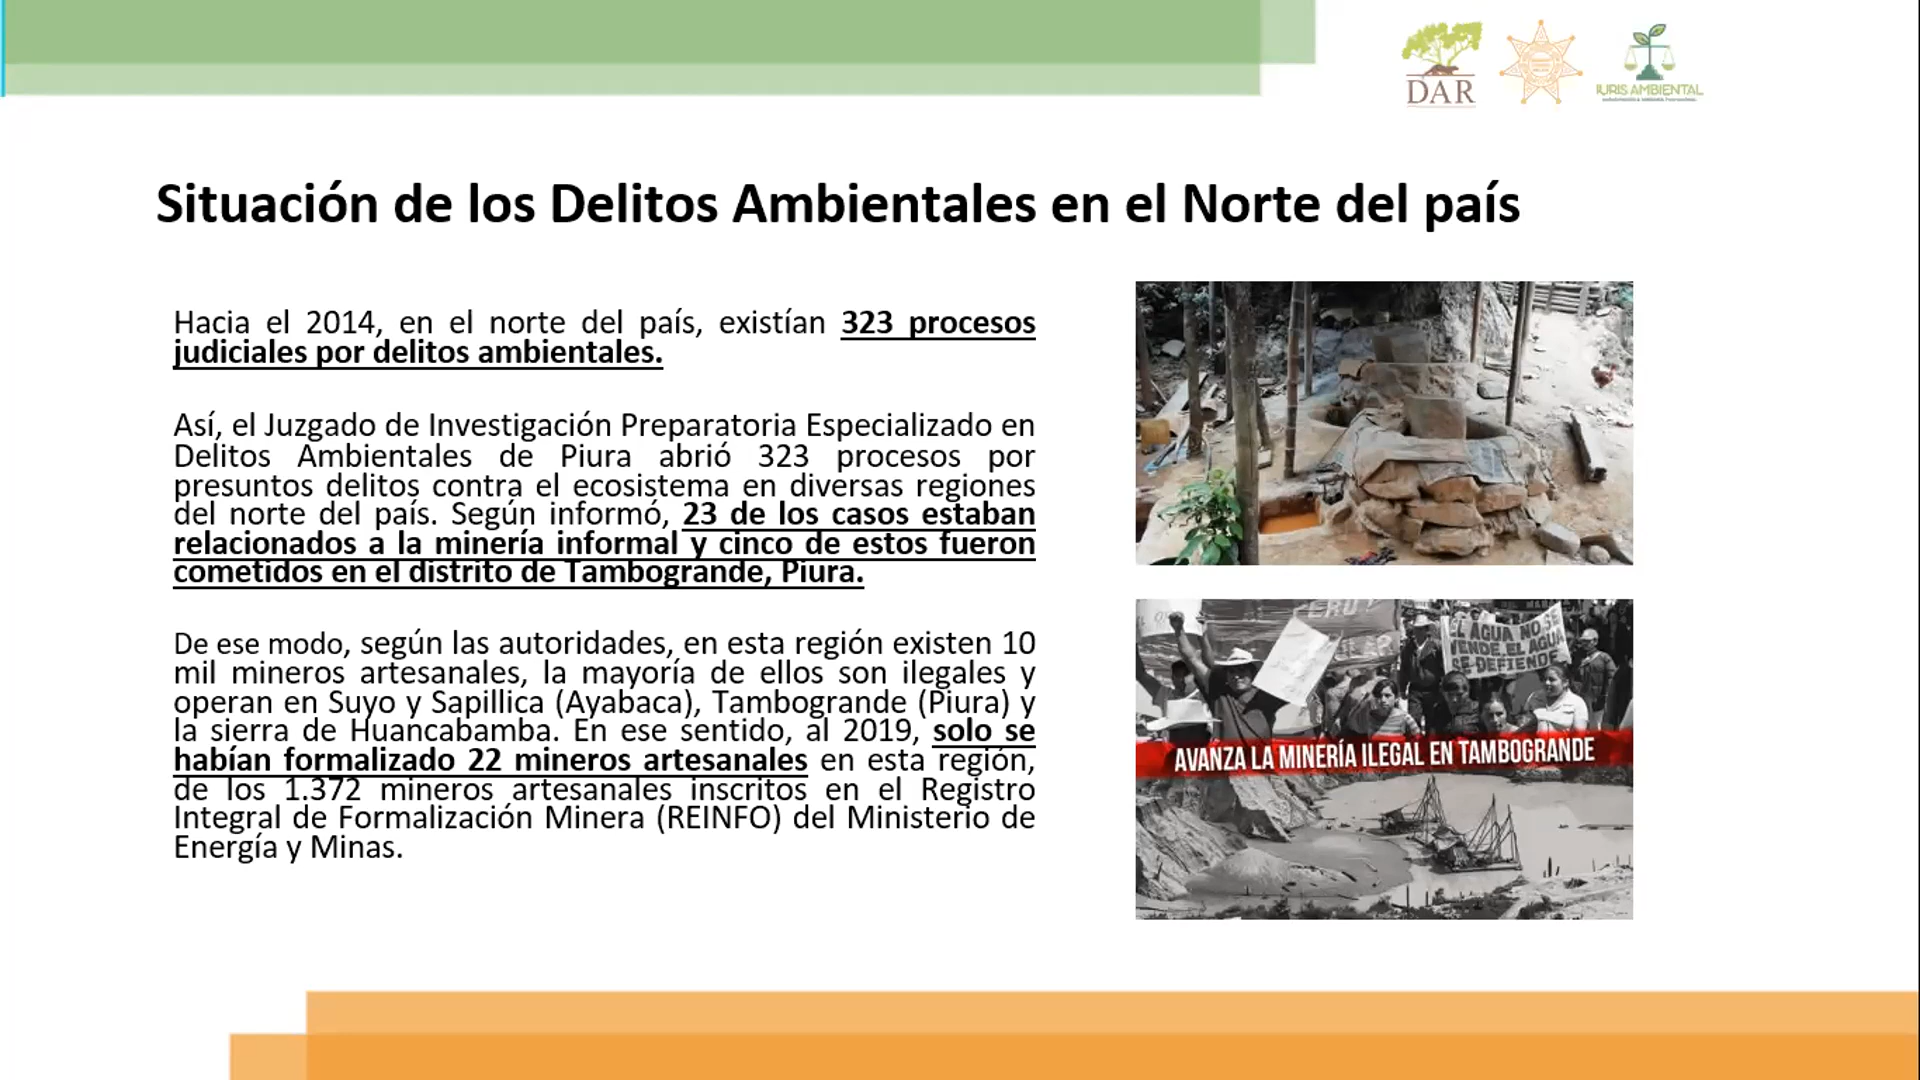 DAR
IURIS AMBIENTAL
Situación de los Delitos Ambientales en el Norte del país
Hacia el 2014, en el norte del país, existían 323 procesos
judiciales por delitos ambientales.
Así, el Juzgado de Investigación Preparatoria Especializado en
Delitos Ambientales de Piura abrió 323 procesos por
presuntos delitos contra el ecosistema en diversas regiones
del norte del país. Según informó, 23 de los casos estaban
relacionados a la minería informal y cinco de estos fueron
cometidos en el distrito de Tambogrande, Piura.
De ese modo, según las autoridades, en esta región existen 10
mil mineros artesanales, la mayoría de ellos son ilegales y
operan en Suyo y Sapillica (Ayabaca), Tambogrande (Piura) y
la sierra de Huancabamba. En ese sentido, al 2019, solo se
habían formalizado 22 mineros artesanales en esta región,
de los 1.372 mineros artesanales inscritos en el Registro
Integral de Formalización Minera (REINFO) del Ministerio de
Energía y Minas.
PERU
EL AGUA NO SE
VENDE, EL AGUA
SE DEFIENDE
AVANZA LA MINERÍA ILEGAL EN TAMBOGRANDE